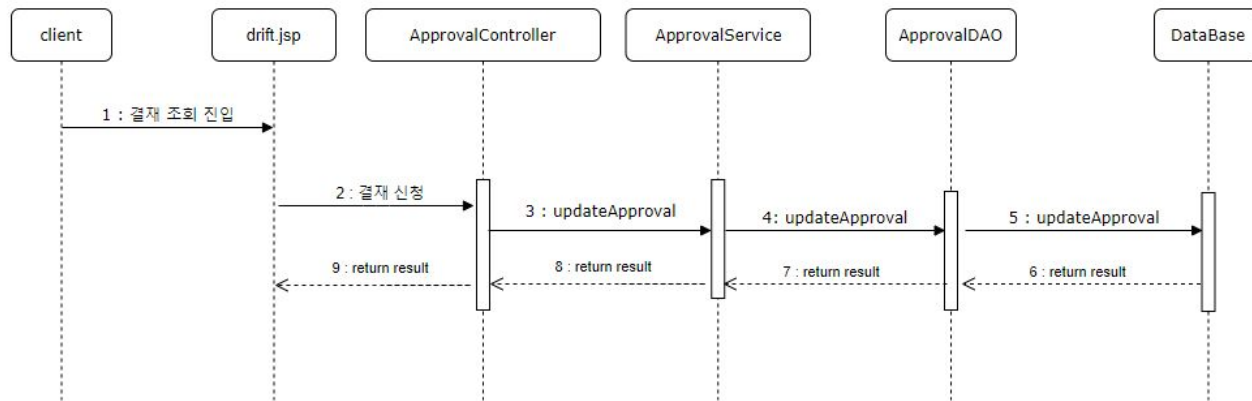 client
drift.jsp
ApprovalController
ApprovalService
ApprovalDAO
DataBase
1 : 결재 조회 진입
2 : 결재 신청
3 : updateApproval
4: updateApproval
5 : updateApproval
9 : return result
8 : return result
7 : return result
6 : return result